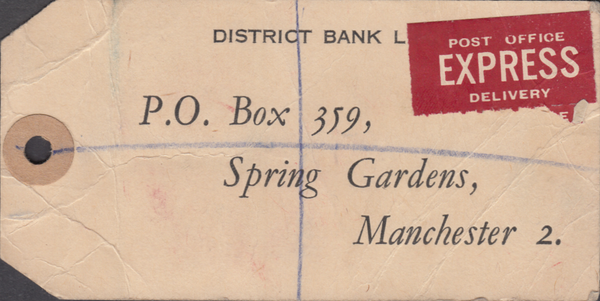 DISTRICT BANK L
POST OFFICE
EXPRESS
DELIVERY
P.O. Box 359,
Spring Gardens,
Manchester 2.